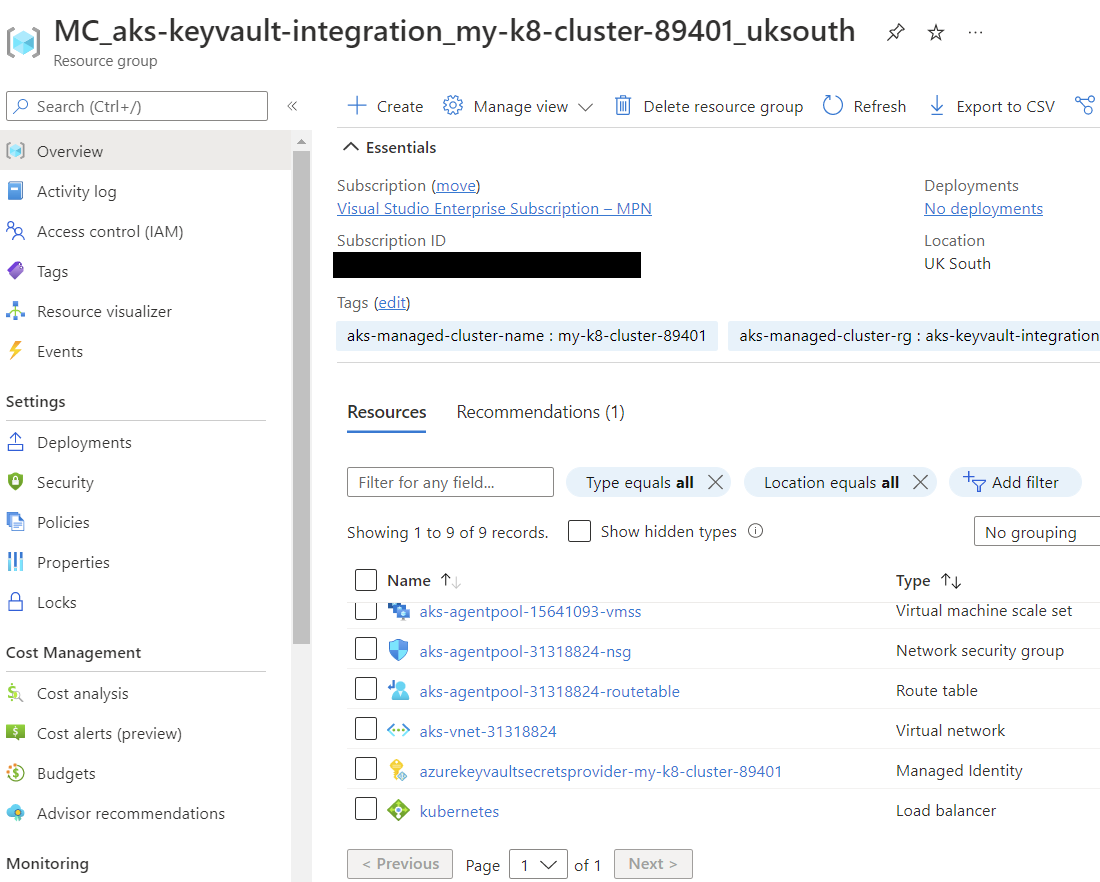 MC_aks-keyvault-integration_my-k8-cluster-89401_uksouth
Resource group
Search (Ctrl+/)
Overview
Activity log
Access control (IAM)
Tags
Resource visualizer
Events
Settings
Deployments
Security
Policies
Properties
Locks
Cost Management
Cost analysis
Cost alerts (preview)
Budgets
Advisor recommendations
Monitoring
Create
Manage view
Delete resource group
Refresh
Export to CSV
Essentials
Subscription (move)
Visual Studio Enterprise Subscription – MPN
Subscription ID
Deployments
No deployments
Location
UK South
Tags (edit)
aks-managed-cluster-name : my-k8-cluster-89401
aks-managed-cluster-rg : aks-keyvault-integration
Resources
Recommendations (1)
Filter for any field...
Type equals all
Location equals all
Add filter
Showing 1 to 9 of 9 records.
Show hidden types
No grouping
Name
Type
aks-agentpool-15641093-vmss Virtual machine scale set
aks-agentpool-31318824-nsg Network security group
aks-agentpool-31318824-routetable Route table
aks-vnet-31318824 Virtual network
azurekeyvaultsecretsprovider-my-k8-cluster-89401 Managed Identity
kubernetes Load balancer
< Previous Page 1 of 1 Next >